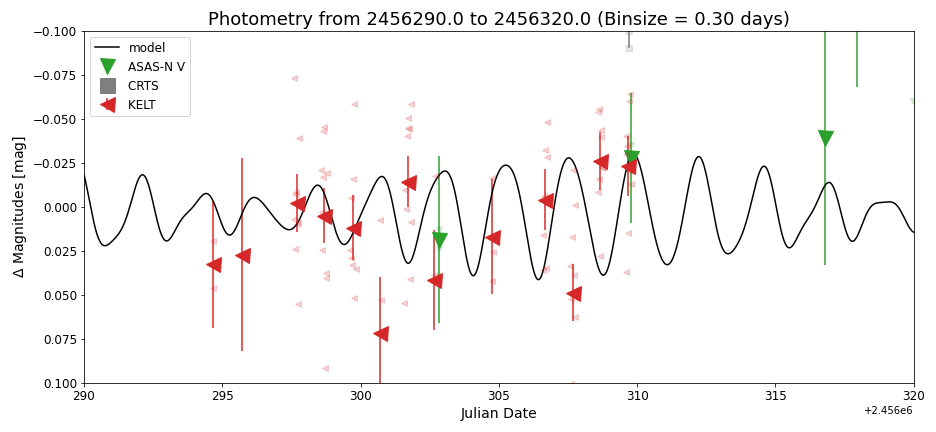 Photometry from 2456290.0 to 2456320.0 (Binsize = 0.30 days)
model
ASAS-N V
CRTS
KELT
Δ Magnitudes [mag]
−0.100
−0.075
−0.050
−0.025
0.000
0.025
0.050
0.075
0.100
290 295 300 305 310 315 320
Julian Date
+2.456e6